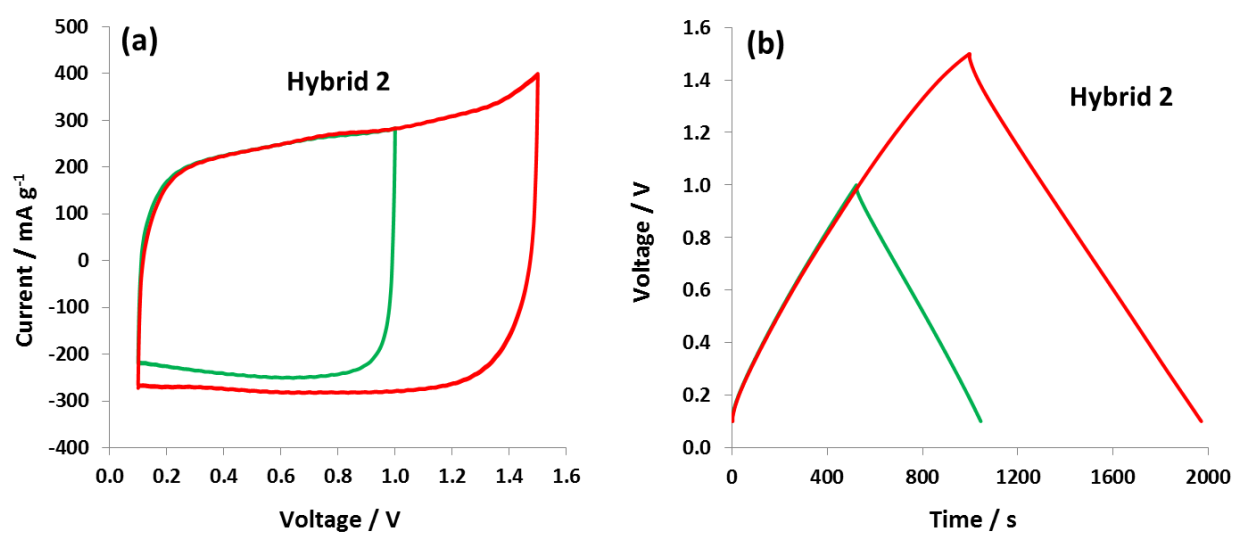 (a)
Hybrid 2
500
400
300
200
100
0
-100
-200
-300
-400
0.0 0.2 0.4 0.6 0.8 1.0 1.2 1.4 1.6
Current / mA g⁻¹
Voltage / V
(b)
Hybrid 2
1.6
1.4
1.2
1.0
0.8
0.6
0.4
0.2
0.0
0 400 800 1200 1600 2000
Voltage / V
Time / s